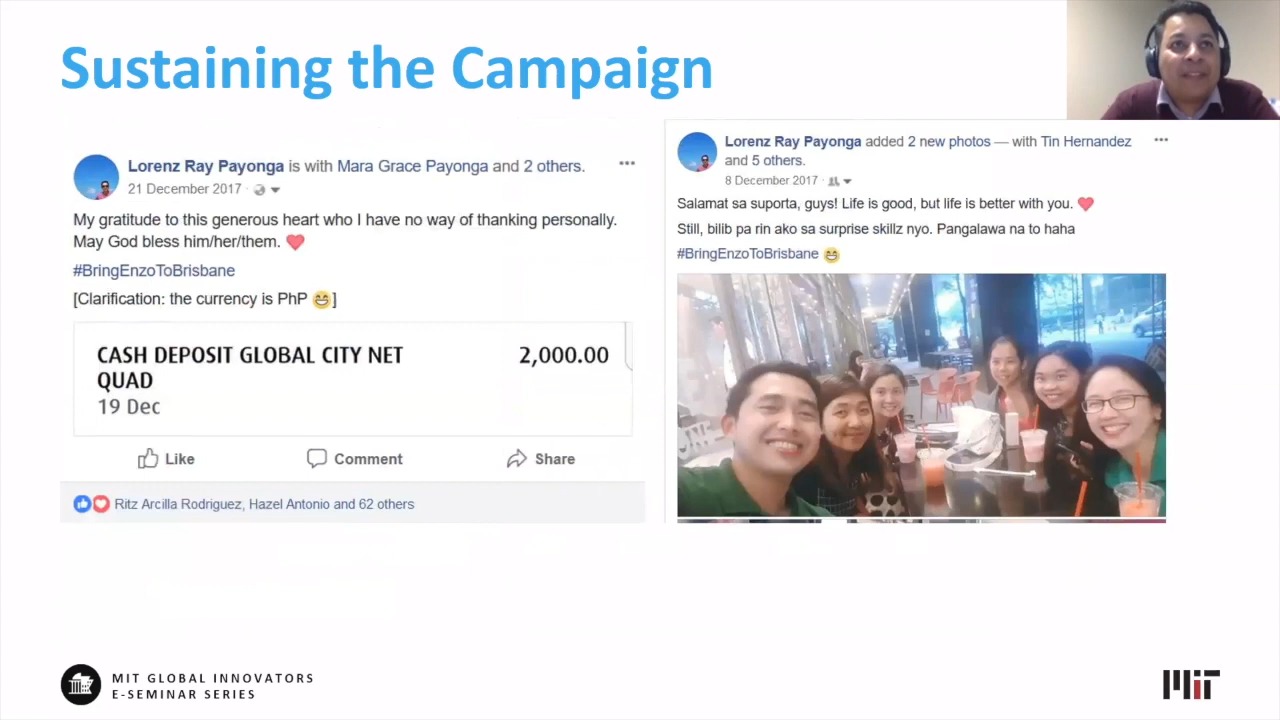 Sustaining the Campaign
Lorenz Ray Payonga is with Mara Grace Payonga and 2 others.
21 December 2017 ·
My gratitude to this generous heart who I have no way of thanking personally.
May God bless him/her/them. ❤️
#BringEnzoToBrisbane
[Clarification: the currency is PhP 😁]
CASH DEPOSIT GLOBAL CITY NET 2,000.00
QUAD
19 Dec
Like Comment Share
Ritz Arcilla Rodriguez, Hazel Antonio and 62 others
Lorenz Ray Payonga added 2 new photos — with Tin Hernandez
and 5 others.
8 December 2017 ·
Salamat sa suporta, guys! Life is good, but life is better with you. ❤️
Still, bilib pa rin ako sa surprise skillz nyo. Pangalawa na to haha
#BringEnzoToBrisbane 😁
MIT GLOBAL INNOVATORS
E-SEMINAR SERIES
MIT